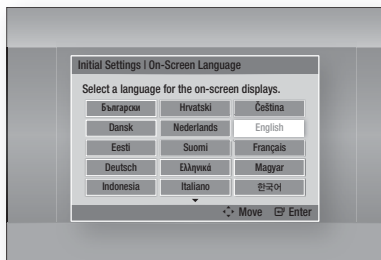 Initial Settings | On-Screen Language
Select a language for the on-screen displays.
Български Hrvatski Čeština
Dansk Nederlands English
Eesti Suomi Français
Deutsch Ελληνικά Magyar
Indonesia Italiano 한국어
Move Enter